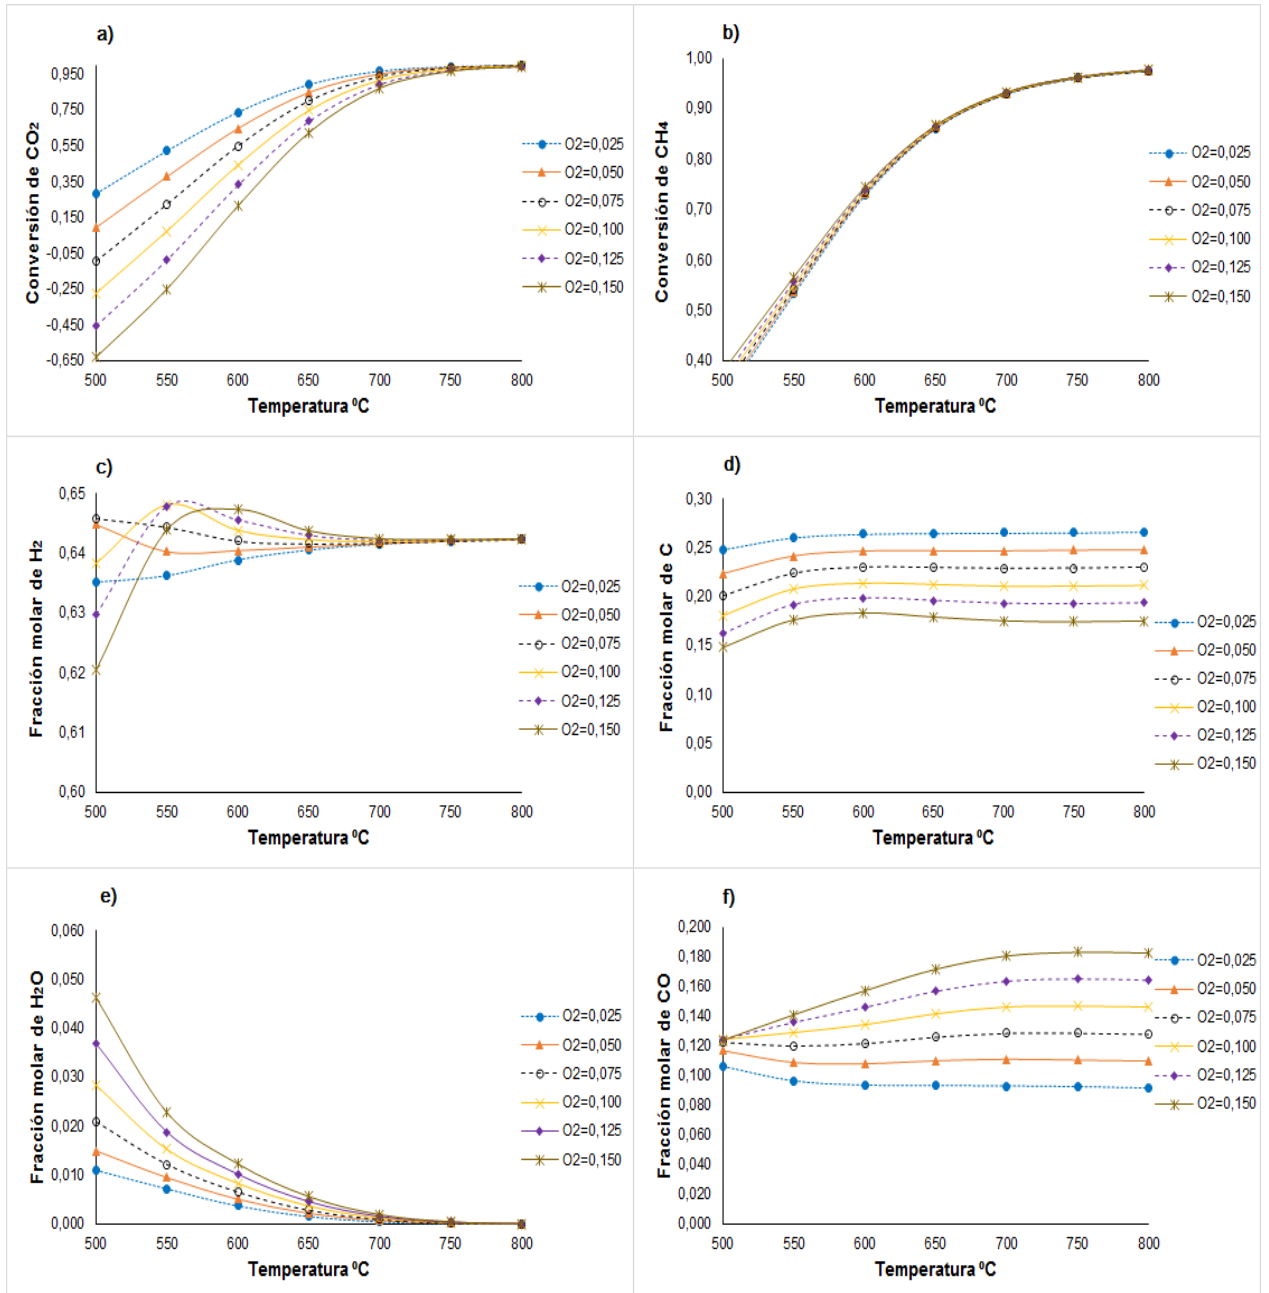 a)
Conversión de CO₂
0,950
0,750
0,550
0,350
0,150
-0,050
-0,250
-0,450
-0,650
500 550 600 650 700 750 800
Temperatura ⁰C
O2=0,025
O2=0,050
O2=0,075
O2=0,100
O2=0,125
O2=0,150
b)
Conversión de CH₄
1,00
0,90
0,80
0,70
0,60
0,50
0,40
500 550 600 650 700 750 800
Temperatura ⁰C
O2=0,025
O2=0,050
O2=0,075
O2=0,100
O2=0,125
O2=0,150
c)
Fracción molar de H₂
0,65
0,64
0,63
0,62
0,61
0,60
500 550 600 650 700 750 800
Temperatura ⁰C
O2=0,025
O2=0,050
O2=0,075
O2=0,100
O2=0,125
O2=0,150
d)
Fracción molar de C
0,30
0,25
0,20
0,15
0,10
0,05
0,00
500 550 600 650 700 750 800
Temperatura ⁰C
O2=0,025
O2=0,050
O2=0,075
O2=0,100
O2=0,125
O2=0,150
e)
Fracción molar de H₂O
0,060
0,050
0,040
0,030
0,020
0,010
0,000
500 550 600 650 700 750 800
Temperatura ⁰C
O2=0,025
O2=0,050
O2=0,075
O2=0,100
O2=0,125
O2=0,150
f)
Fracción molar de CO
0,200
0,180
0,160
0,140
0,120
0,100
0,080
0,060
0,040
0,020
0,000
500 550 600 650 700 750 800
Temperatura ⁰C
O2=0,025
O2=0,050
O2=0,075
O2=0,100
O2=0,125
O2=0,150